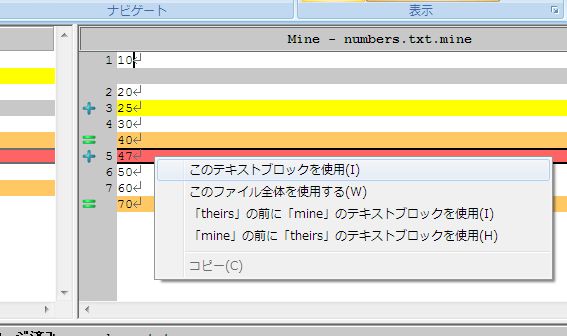 ナビゲート
表示
Mine - numbers.txt.mine
1 10
2 20
3 25
4 30
40
5 47
6 50
7 60
70
このテキストブロックを使用(I)
このファイル全体を使用する(W)
「theirs」の前に「mine」のテキストブロックを使用(I)
「mine」の前に「theirs」のテキストブロックを使用(H)
コピー(C)